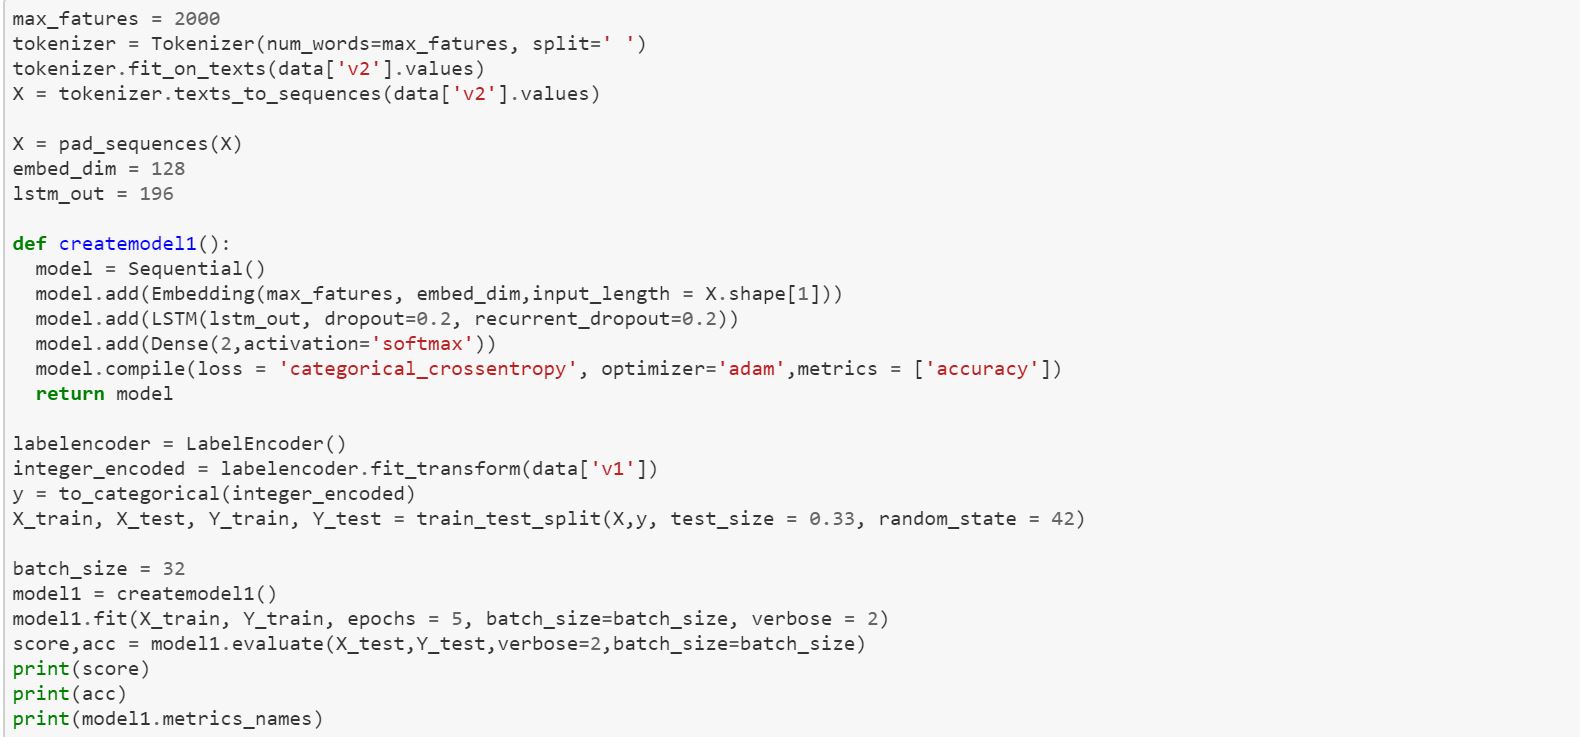 max_fatures = 2000
tokenizer = Tokenizer(num_words=max_fatures, split=' ')
tokenizer.fit_on_texts(data['v2'].values)
X = tokenizer.texts_to_sequences(data['v2'].values)

X = pad_sequences(X)
embed_dim = 128
lstm_out = 196

def createmodel1():
  model = Sequential()
  model.add(Embedding(max_fatures, embed_dim,input_length = X.shape[1]))
  model.add(LSTM(lstm_out, dropout=0.2, recurrent_dropout=0.2))
  model.add(Dense(2,activation='softmax'))
  model.compile(loss = 'categorical_crossentropy', optimizer='adam',metrics = ['accuracy'])
  return model

labelencoder = LabelEncoder()
integer_encoded = labelencoder.fit_transform(data['v1'])
y = to_categorical(integer_encoded)
X_train, X_test, Y_train, Y_test = train_test_split(X,y, test_size = 0.33, random_state = 42)

batch_size = 32
model1 = createmodel1()
model1.fit(X_train, Y_train, epochs = 5, batch_size=batch_size, verbose = 2)
score,acc = model1.evaluate(X_test,Y_test,verbose=2,batch_size=batch_size)
print(score)
print(acc)
print(model1.metrics_names)